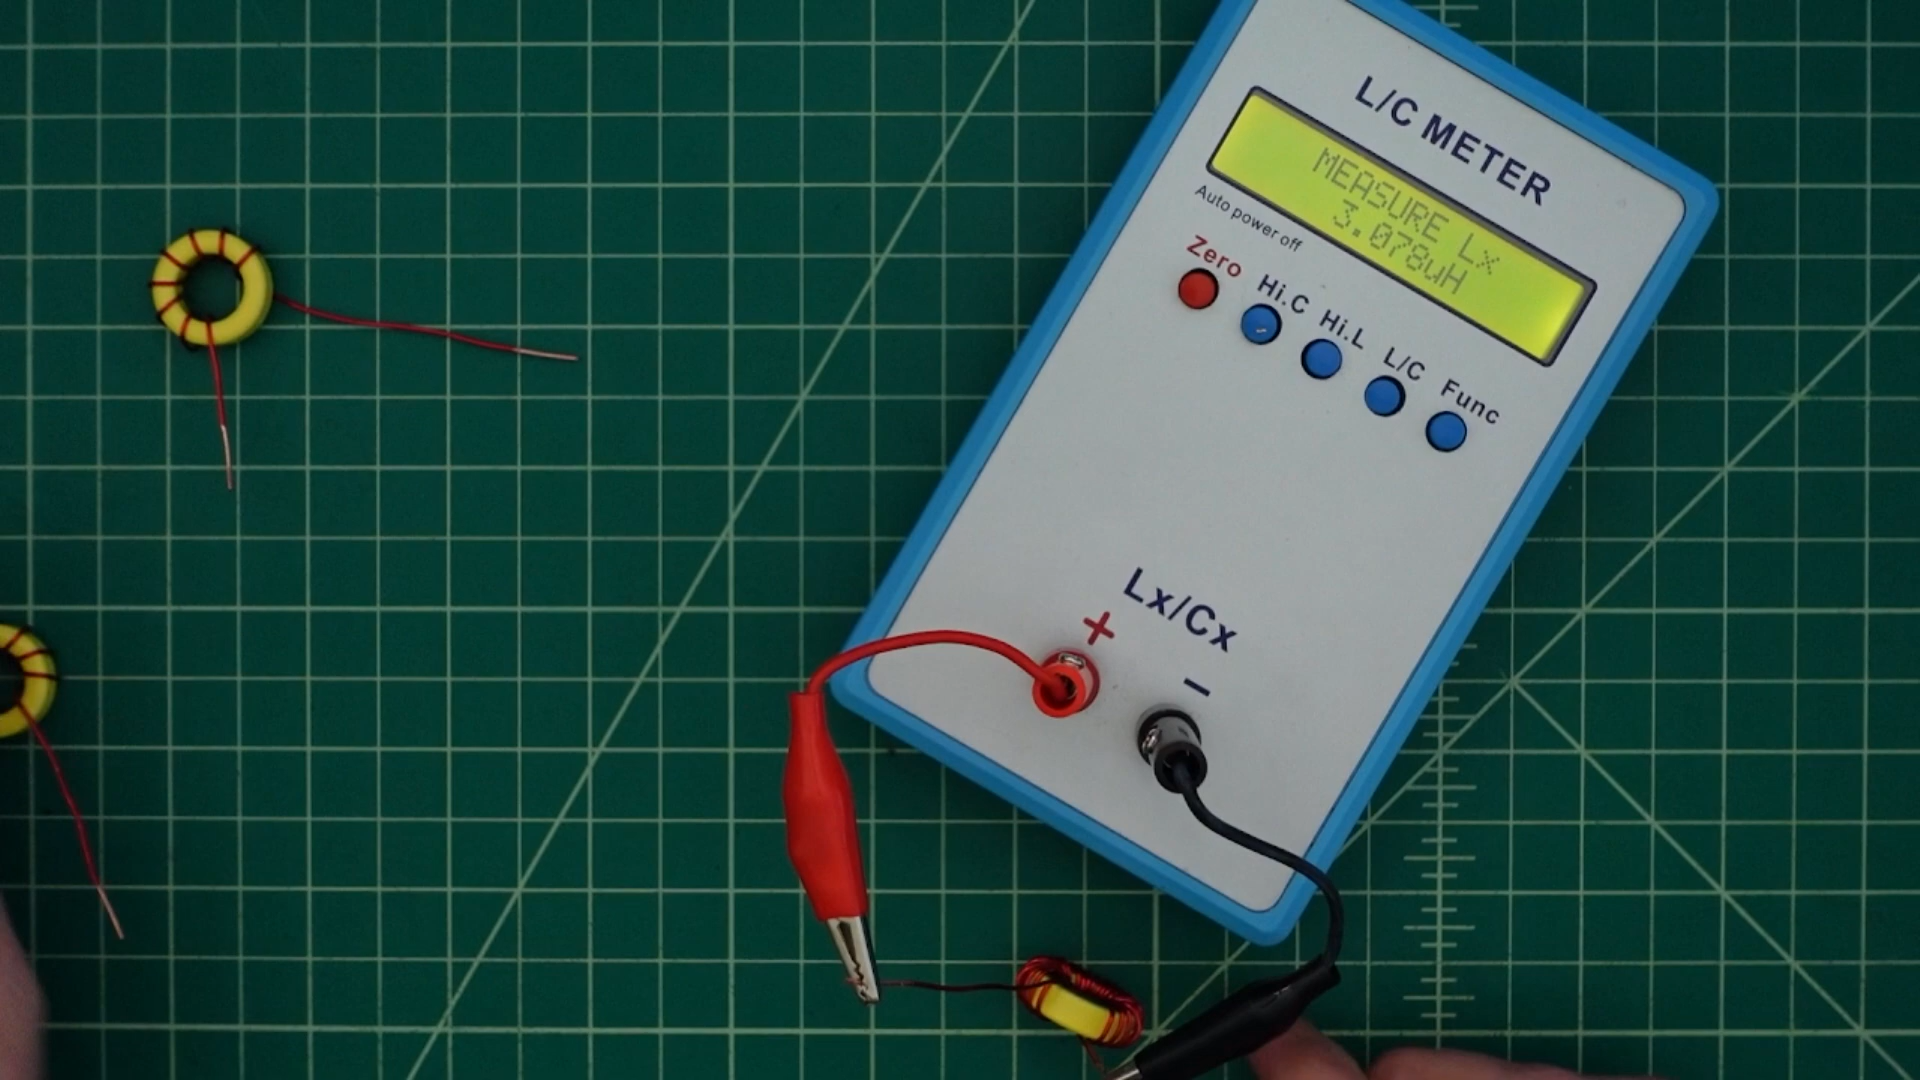 L/C METER
MEASURE Lx
3.078uH
Auto power off
Zero
Hi.C
Hi.L
L/C
Func
Lx/Cx
+
-